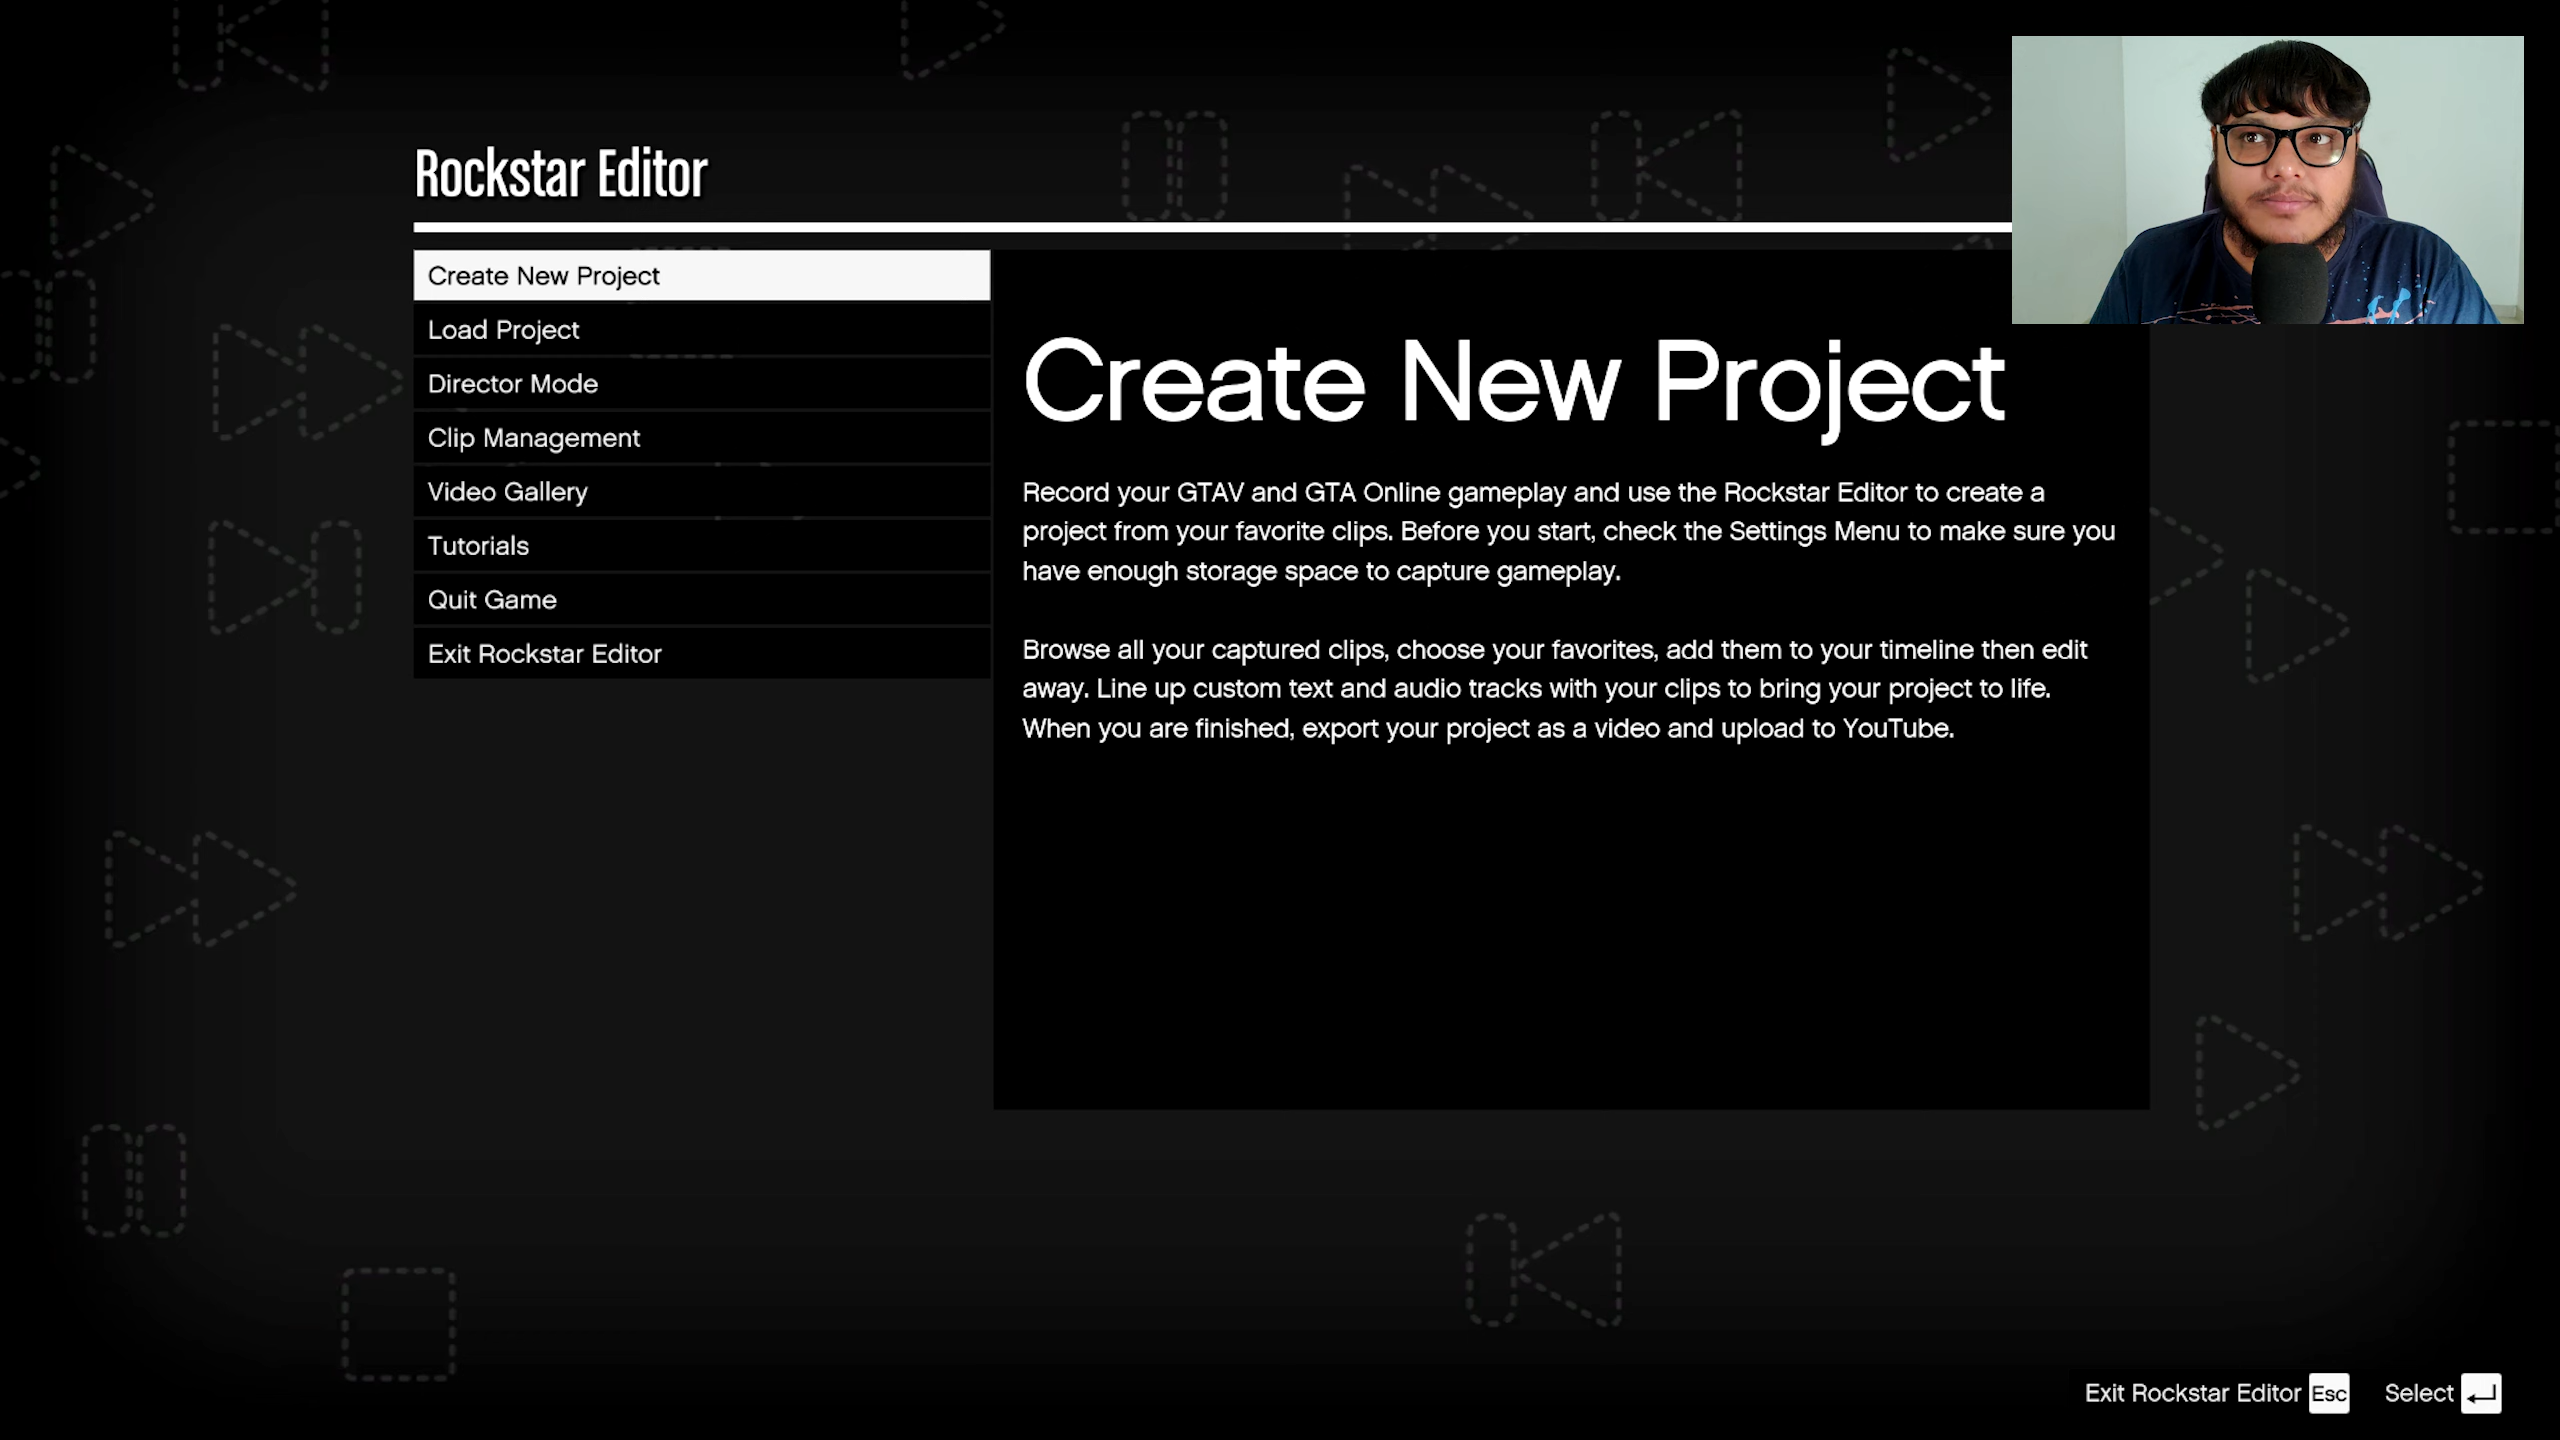 Rockstar Editor
Create New Project
Load Project
Director Mode
Clip Management
Video Gallery
Tutorials
Quit Game
Exit Rockstar Editor
Create New Project
Record your GTAV and GTA Online gameplay and use the Rockstar Editor to create a
project from your favorite clips. Before you start, check the Settings Menu to make sure you
have enough storage space to capture gameplay.
Browse all your captured clips, choose your favorites, add them to your timeline then edit
away. Line up custom text and audio tracks with your clips to bring your project to life.
When you are finished, export your project as a video and upload to YouTube.
Exit Rockstar Editor Esc Select